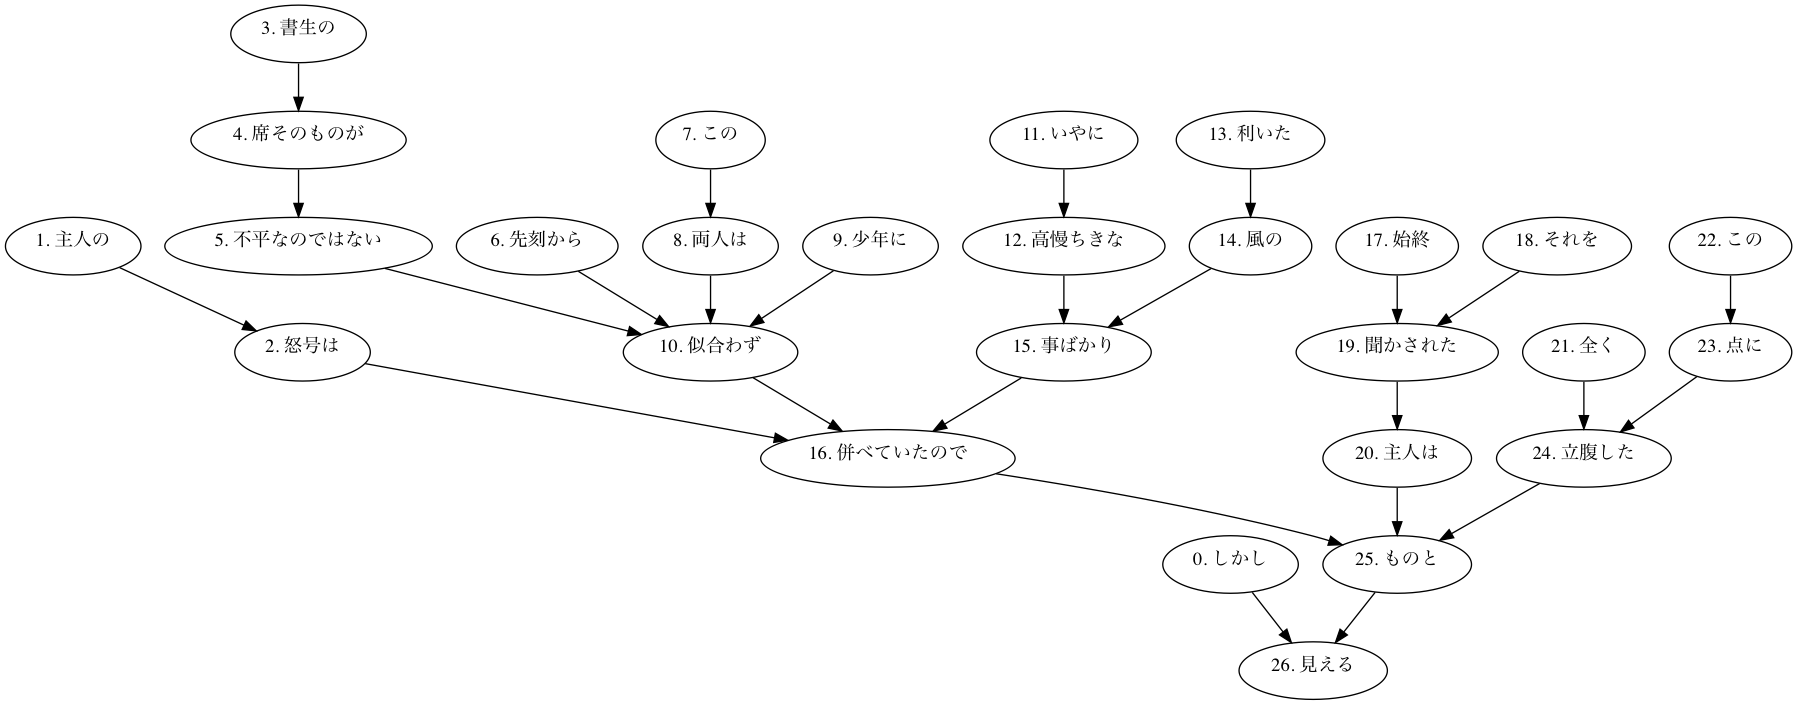 3. 書生の
4. 席そのものが
7. この
11. いやに
13. 利いた
1. 主人の
5. 不平なのではない
6. 先刻から
8. 両人は
9. 少年に
12. 高慢ちきな
14. 風の
17. 始終
18. それを
22. この
2. 怒号は
10. 似合わず
15. 事ばかり
19. 聞かされた
21. 全く
23. 点に
16. 併べていたので
20. 主人は
24. 立腹した
0. しかし
25. ものと
26. 見える